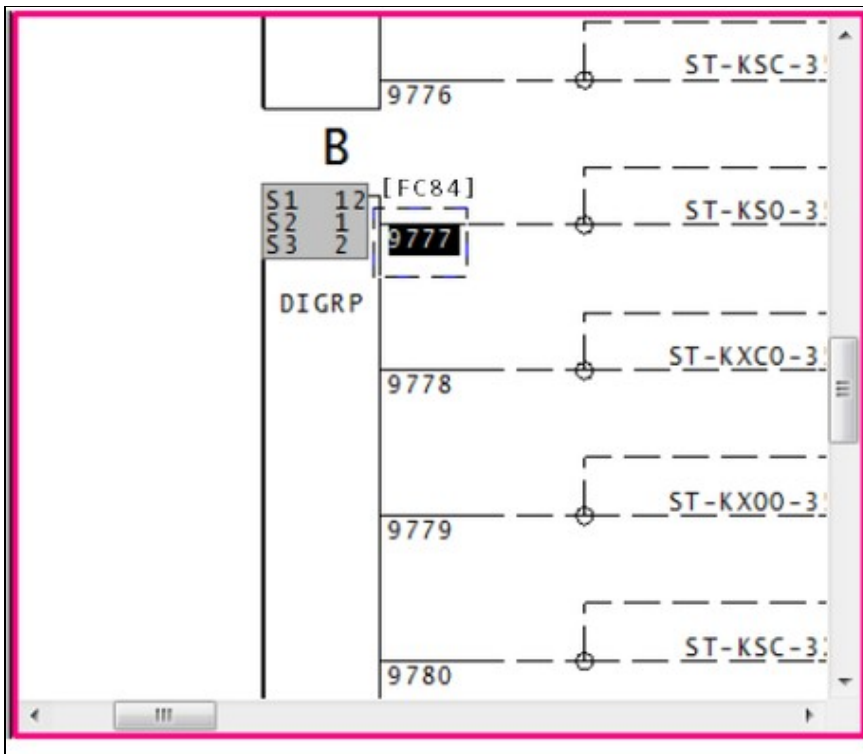 ST-KSC-3
9776
B
[FC84]
S1 12
S2 1
S3 2
ST-KSO-3
9777
DIGRP
ST-KXCO-3
9778
ST-KXOO-3
9779
ST-KSC-3
9780